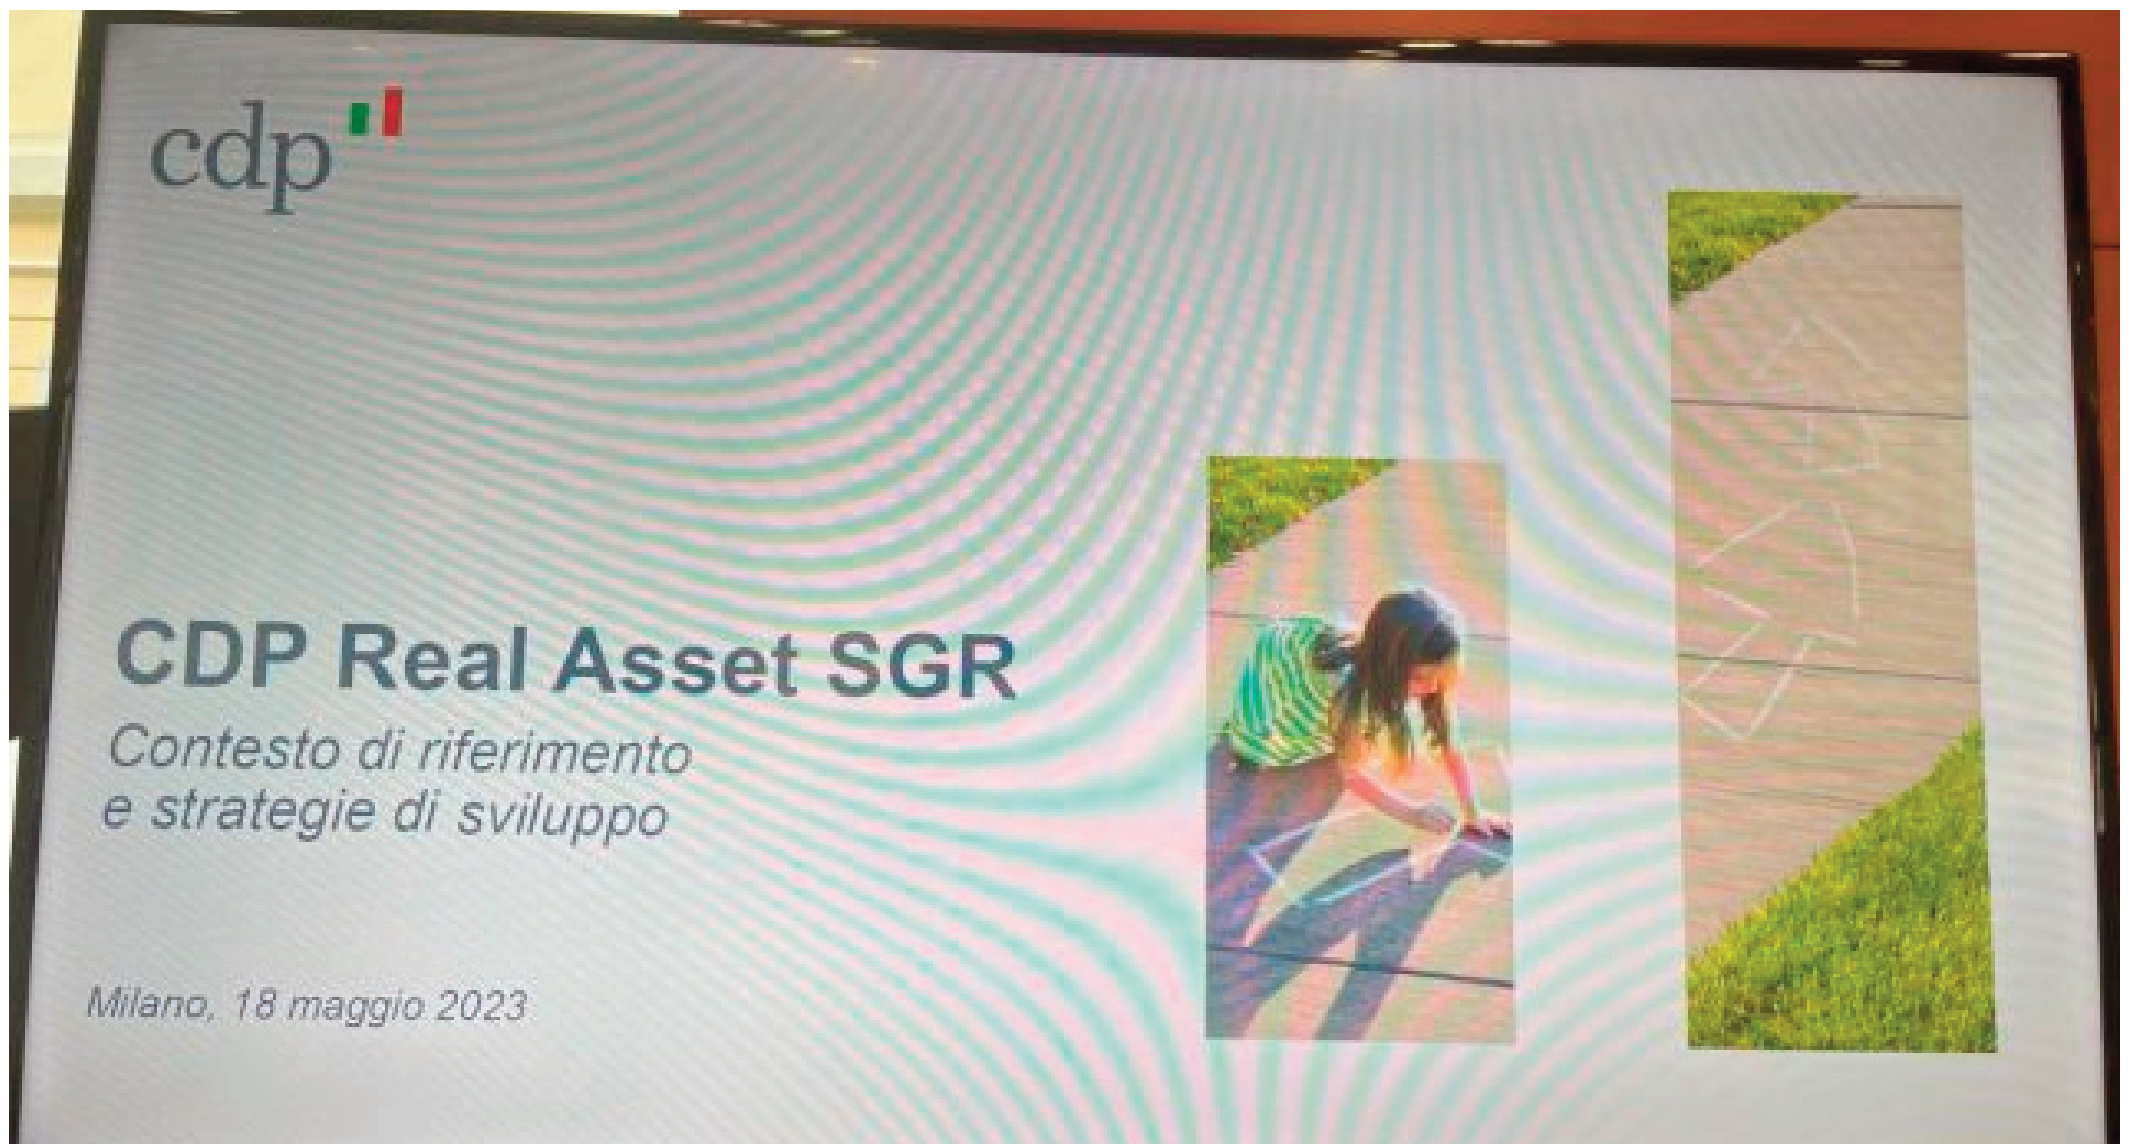 cdp
CDP Real Asset SGR
Contesto di riferimento
e strategie di sviluppo
Milano, 18 maggio 2023